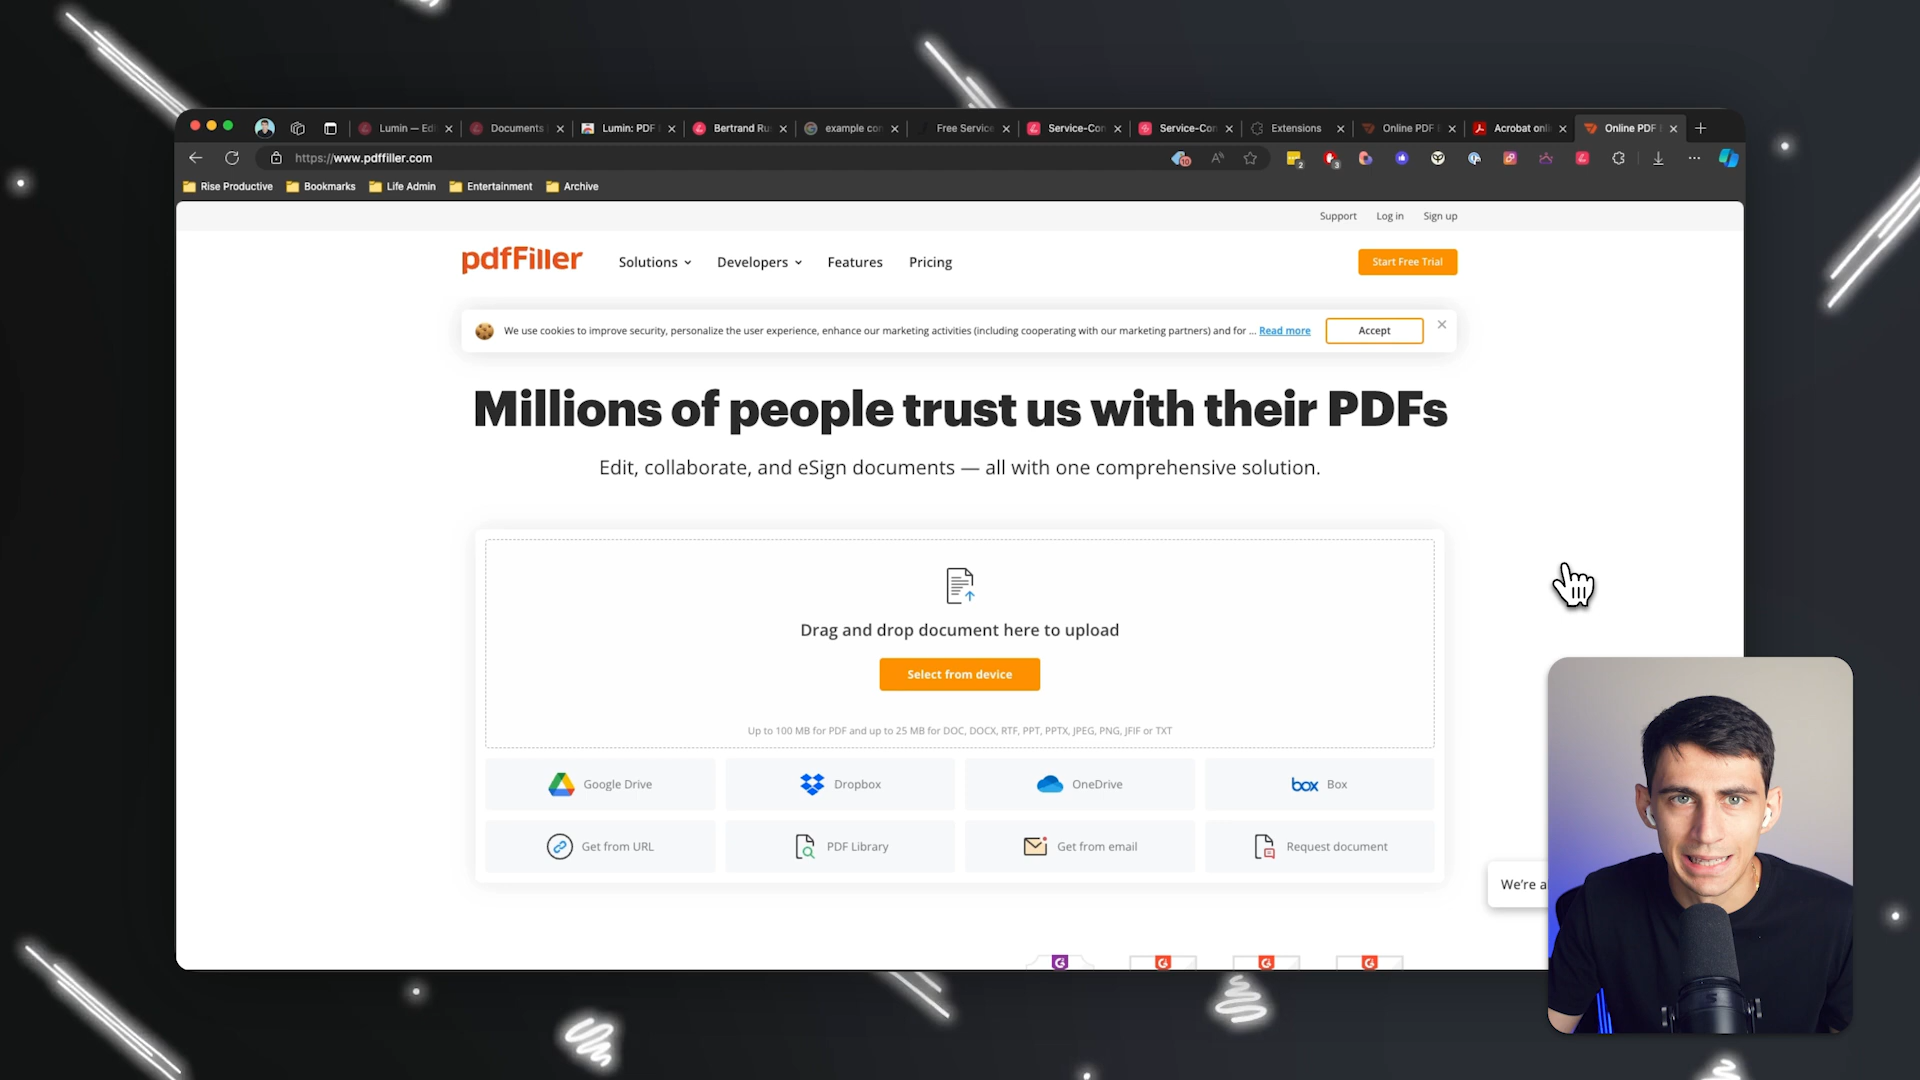 Lumin — Edi
Documents
Lumin: PDF
Bertrand Ru
example con
Free Service
Service-Con
Service-Con
Extensions
Online PDF E
Acrobat onli
Online PDF E
https://www.pdffiller.com
10
2
3
Rise Productive
Bookmarks
Life Admin
Entertainment
Archive
Support
Log in
Sign up
pdfFiller
Solutions
Developers
Features
Pricing
Start Free Trial
We use cookies to improve security, personalize the user experience, enhance our marketing activities (including cooperating with our marketing partners) and for ... Read more
Accept
Millions of people trust us with their PDFs
Edit, collaborate, and eSign documents — all with one comprehensive solution.
Drag and drop document here to upload
Select from device
Up to 100 MB for PDF and up to 25 MB for DOC, DOCX, RTF, PPT, PPTX, JPEG, PNG, JFIF or TXT
Google Drive
Dropbox
OneDrive
box Box
Get from URL
PDF Library
Get from email
Request document
We're a